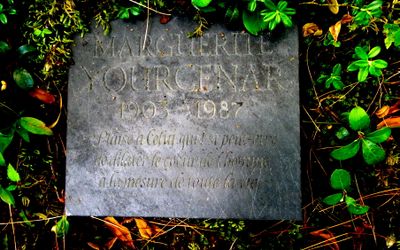 MARGUERITE
YOURCENAR
1903 - 1987
Plaise à Celui qui Est peut-être
de dilater le cœur de l'homme
à la mesure de toute la vie.